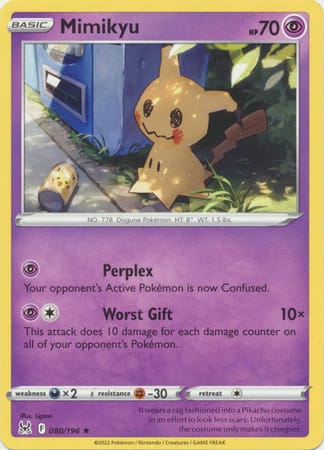 BASIC Mimikyu HP 70
NO. 778 Disguise Pokémon HT: 8" WT: 1.5 lbs.
Perplex
Your opponent's Active Pokémon is now Confused.
Worst Gift 10×
This attack does 10 damage for each damage counter on
all of your opponent's Pokémon.
weakness ×2 resistance -30 retreat
Illus. Ligton
F 080/196 ★
It wears a rag fashioned into a Pikachu costume
in an effort to look less scary. Unfortunately,
the costume only makes it creepier.
©2022 Pokémon / Nintendo / Creatures / GAME FREAK